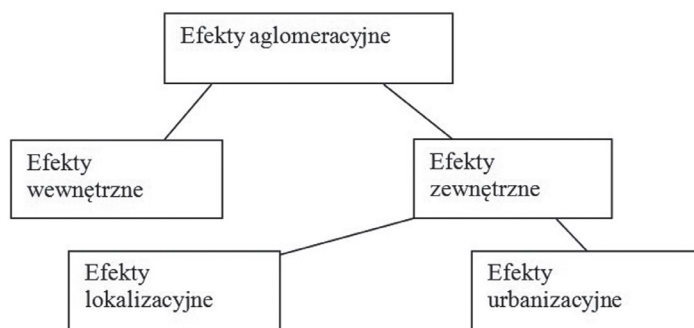 Efekty aglomeracyjne
Efekty
wewnętrzne
Efekty
zewnętrzne
Efekty
lokalizacyjne
Efekty
urbanizacyjne